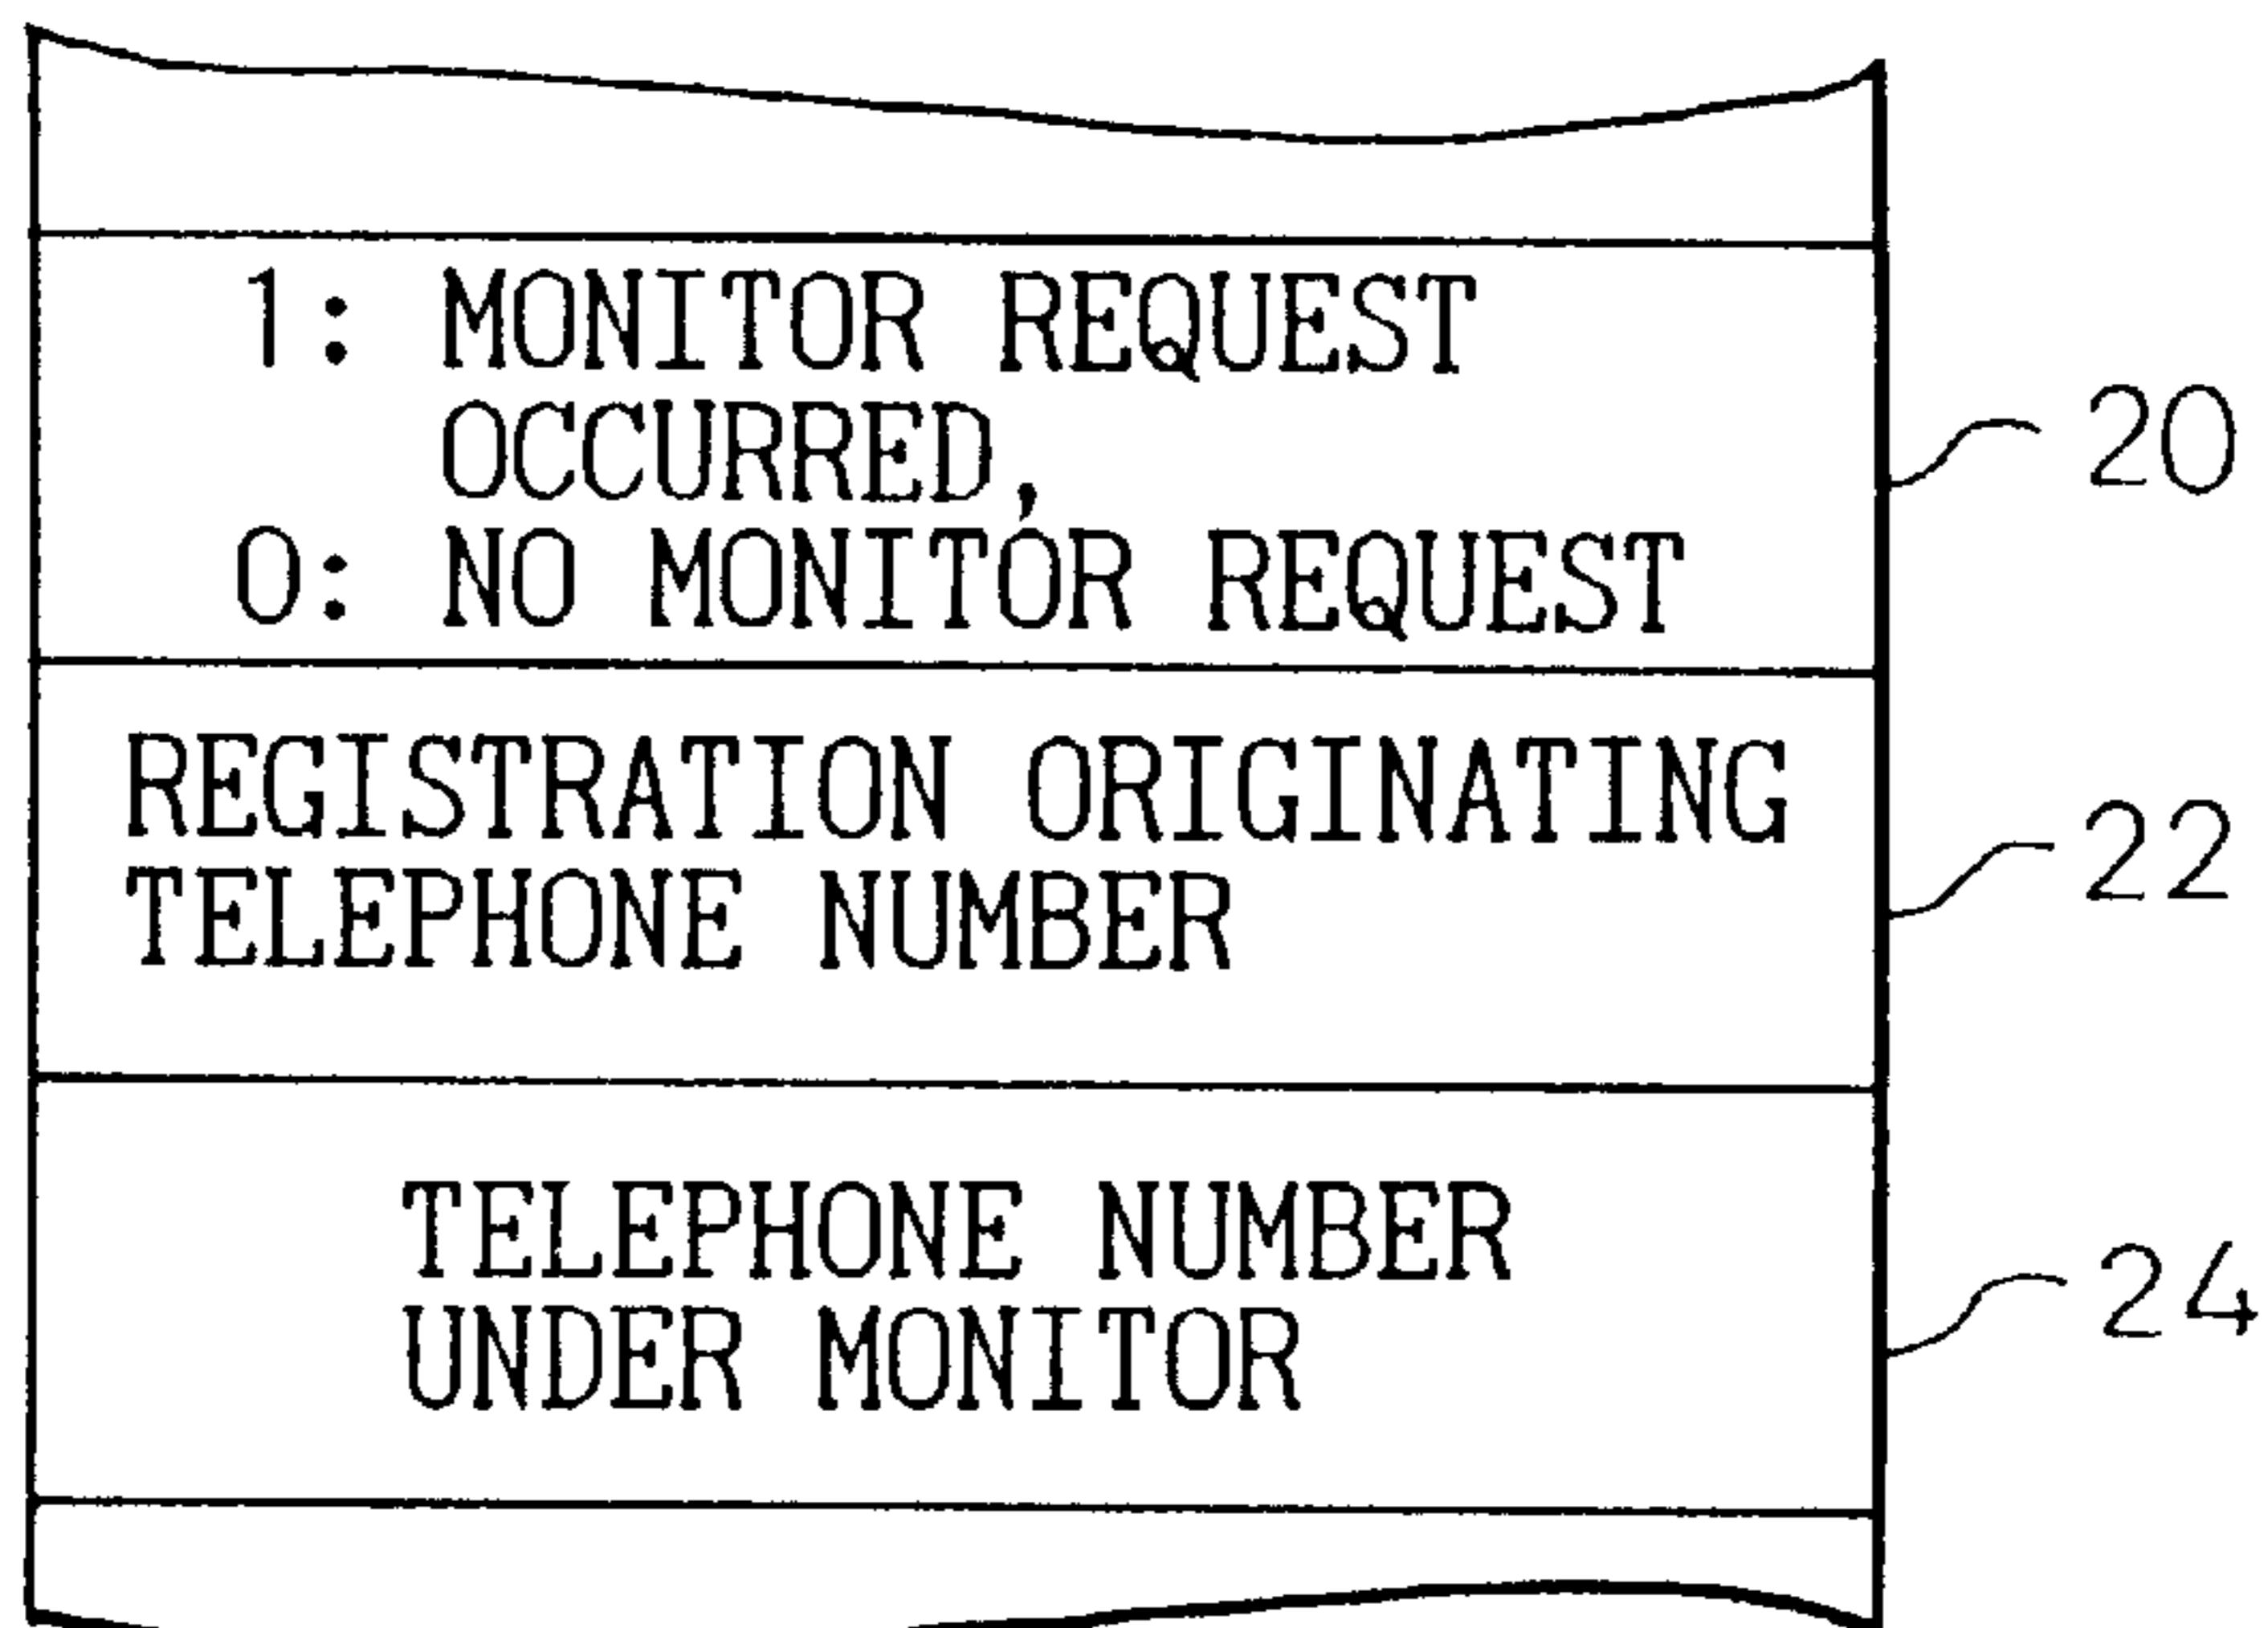 1: MONITOR REQUEST
OCCURRED,
0: NO MONITOR REQUEST
20
REGISTRATION ORIGINATING
TELEPHONE NUMBER
22
TELEPHONE NUMBER
UNDER MONITOR
24